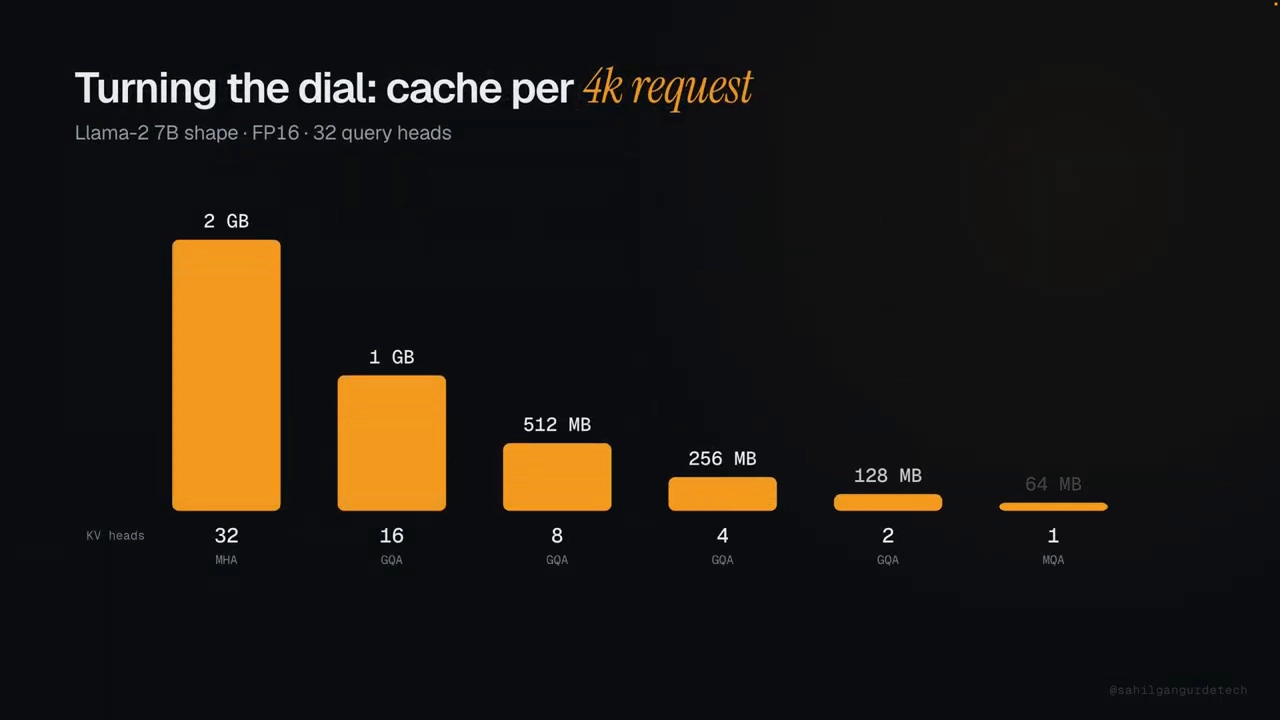 Turning the dial: cache per 4k request
Llama-2 7B shape · FP16 · 32 query heads
2 GB
1 GB
512 MB
256 MB
128 MB
64 MB
KV heads 32 16 8 4 2 1
MHA GQA GQA GQA GQA MQA
@sahilgangurdetech